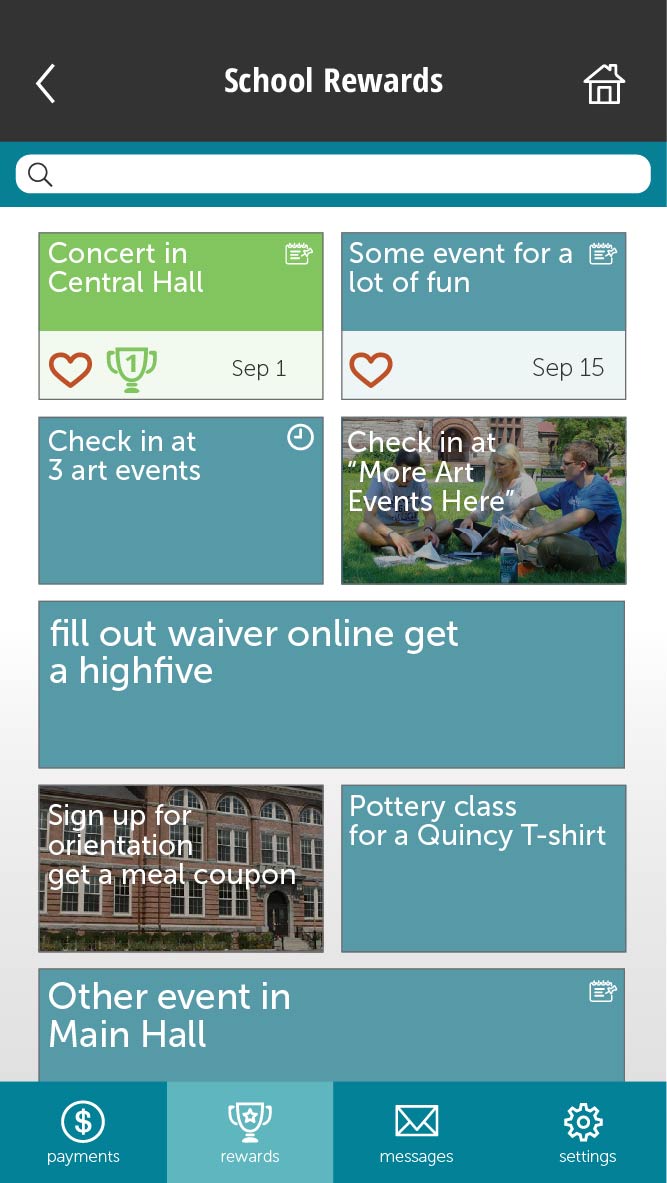 School Rewards
Concert in
Central Hall
1
Sep 1
Some event for a
lot of fun
Sep 15
Check in at
3 art events
Check in at
“More Art
Events Here”
fill out waiver online get
a highfive
Sign up for
orientation
get a meal coupon
Pottery class
for a Quincy T-shirt
Other event in
Main Hall
$
payments
rewards
messages
settings